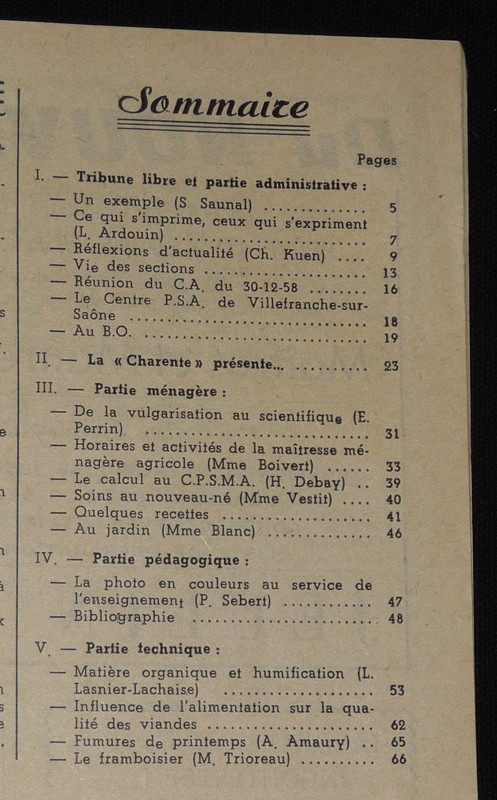 Sommaire
Pages
I. — Tribune libre et partie administrative :
— Un exemple (S. Saunal) .............. 5
— Ce qui s'imprime, ceux qui s'expriment
(L. Ardouin) .......................... 7
— Réflexions d'actualité (Ch. Kuen) .... 9
— Vie des sections ...................... 13
— Réunion du C.A. du 30-12-58 ........ 16
— Le Centre P.S.A. de Villefranche-sur-
Saône ................................ 18
— Au B.O. .............................. 19
II. — La « Charente » présente... .......... 23
III. — Partie ménagère :
— De la vulgarisation au scientifique (E.
Perrin) .............................. 31
— Horaires et activités de la maîtresse mé-
nagère agricole (Mme Boivert) ...... 33
— Le calcul au C.P.S.M.A. (H. Debay) .. 39
— Soins au nouveau-né (Mme Vestit) .... 40
— Quelques recettes .................... 41
— Au jardin (Mme Blanc) .............. 46
IV. — Partie pédagogique :
— La photo en couleurs au service de
l'enseignement (P. Sebert) ............ 47
— Bibliographie ........................ 48
V. — Partie technique :
— Matière organique et humification (L.
Lasnier-Lachaise) .................... 53
— Influence de l'alimentation sur la qua-
lité des viandes ...................... 62
— Fumures de printemps (A. Amaury) .. 65
— Le framboisier (M. Trioreau) .......... 66